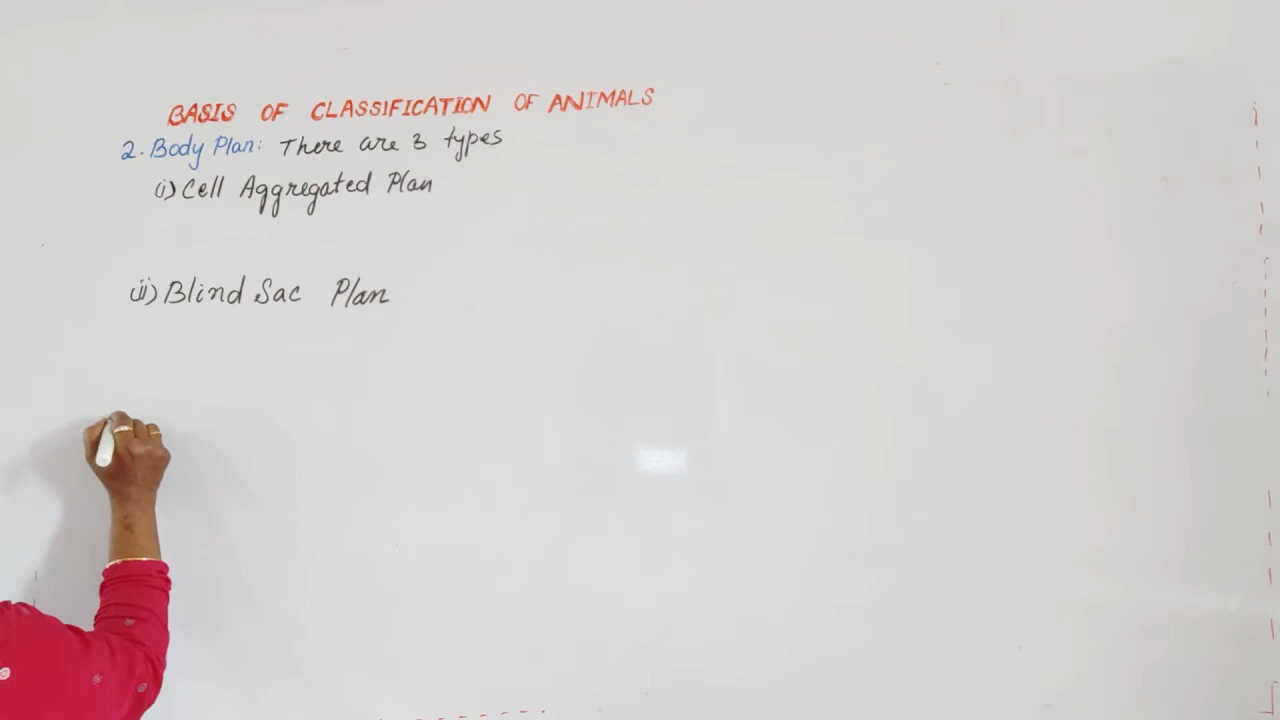 BASIS OF CLASSIFICATION OF ANIMALS
2. Body Plan: There are 3 types
(i) Cell Aggregated Plan
(ii) Blind Sac Plan